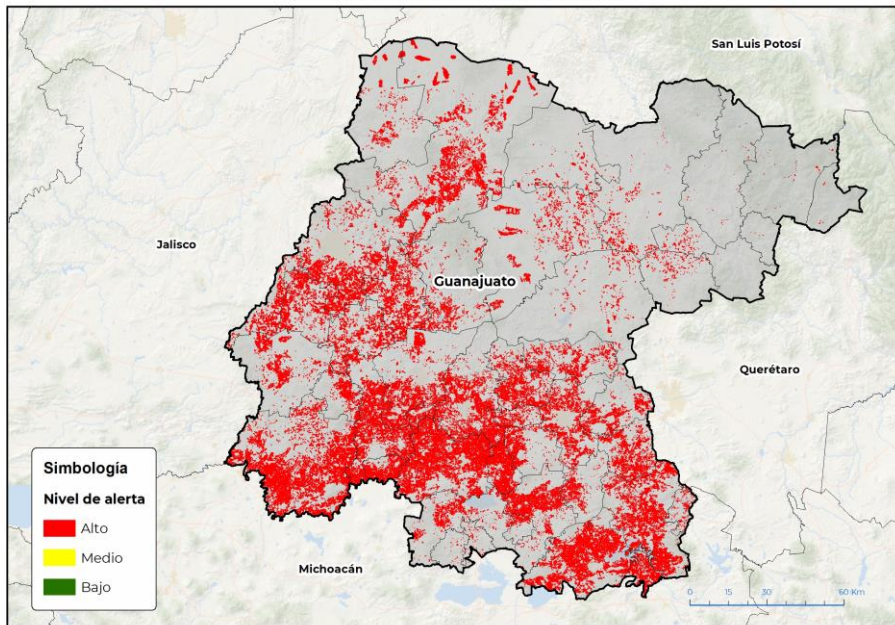 San Luis Potosí
Jalisco
Guanajuato
Querétaro
Simbología
Nivel de alerta
Alto
Medio
Bajo
Michoacán
0 15 30 60 Km